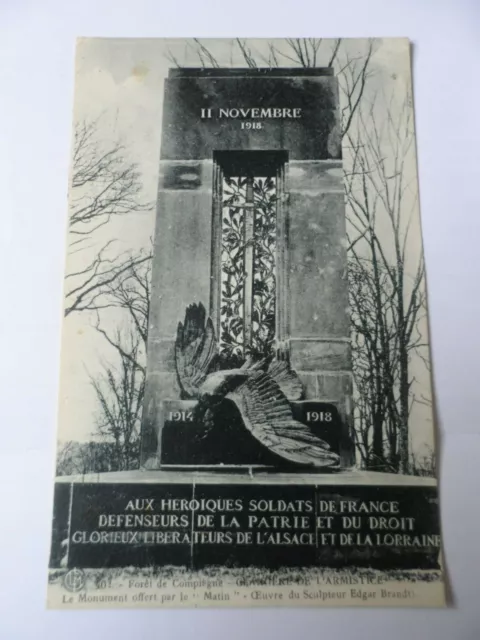 11 NOVEMBRE
1918
1914 1918
AUX HEROIQUES SOLDATS DE FRANCE
DEFENSEURS DE LA PATRIE ET DU DROIT
GLORIEUX LIBERATEURS DE L'ALSACE ET DE LA LORRAINE
Forêt de Compiègne - CLAIRIÈRE DE L'ARMISTICE
Le Monument offert par le "Matin" - Œuvre du Sculpteur Edgar Brandt